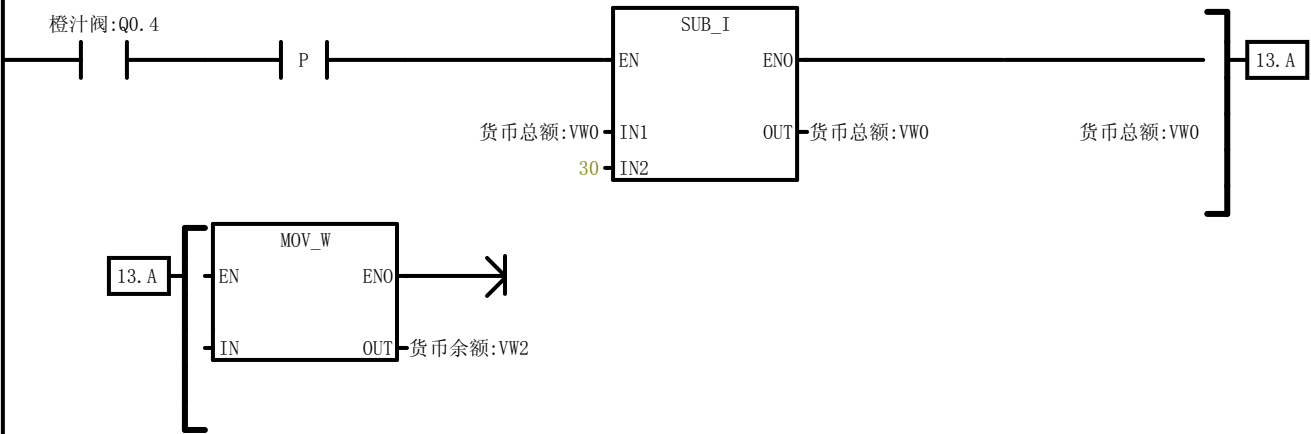 橙汁阀:Q0.4
P
SUB_I
EN ENO
13.A
货币总额:VW0 IN1 OUT 货币总额:VW0 货币总额:VW0
30 IN2
MOV_W
13.A
EN ENO
IN OUT 货币余额:VW2